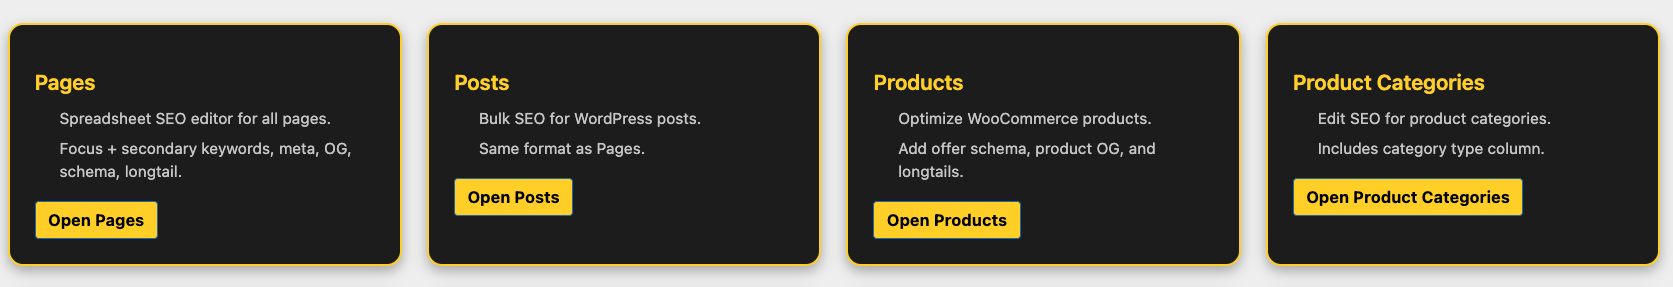 Pages
Spreadsheet SEO editor for all pages.
Focus + secondary keywords, meta, OG,
schema, longtail.
Open Pages
Posts
Bulk SEO for WordPress posts.
Same format as Pages.
Open Posts
Products
Optimize WooCommerce products.
Add offer schema, product OG, and
longtails.
Open Products
Product Categories
Edit SEO for product categories.
Includes category type column.
Open Product Categories